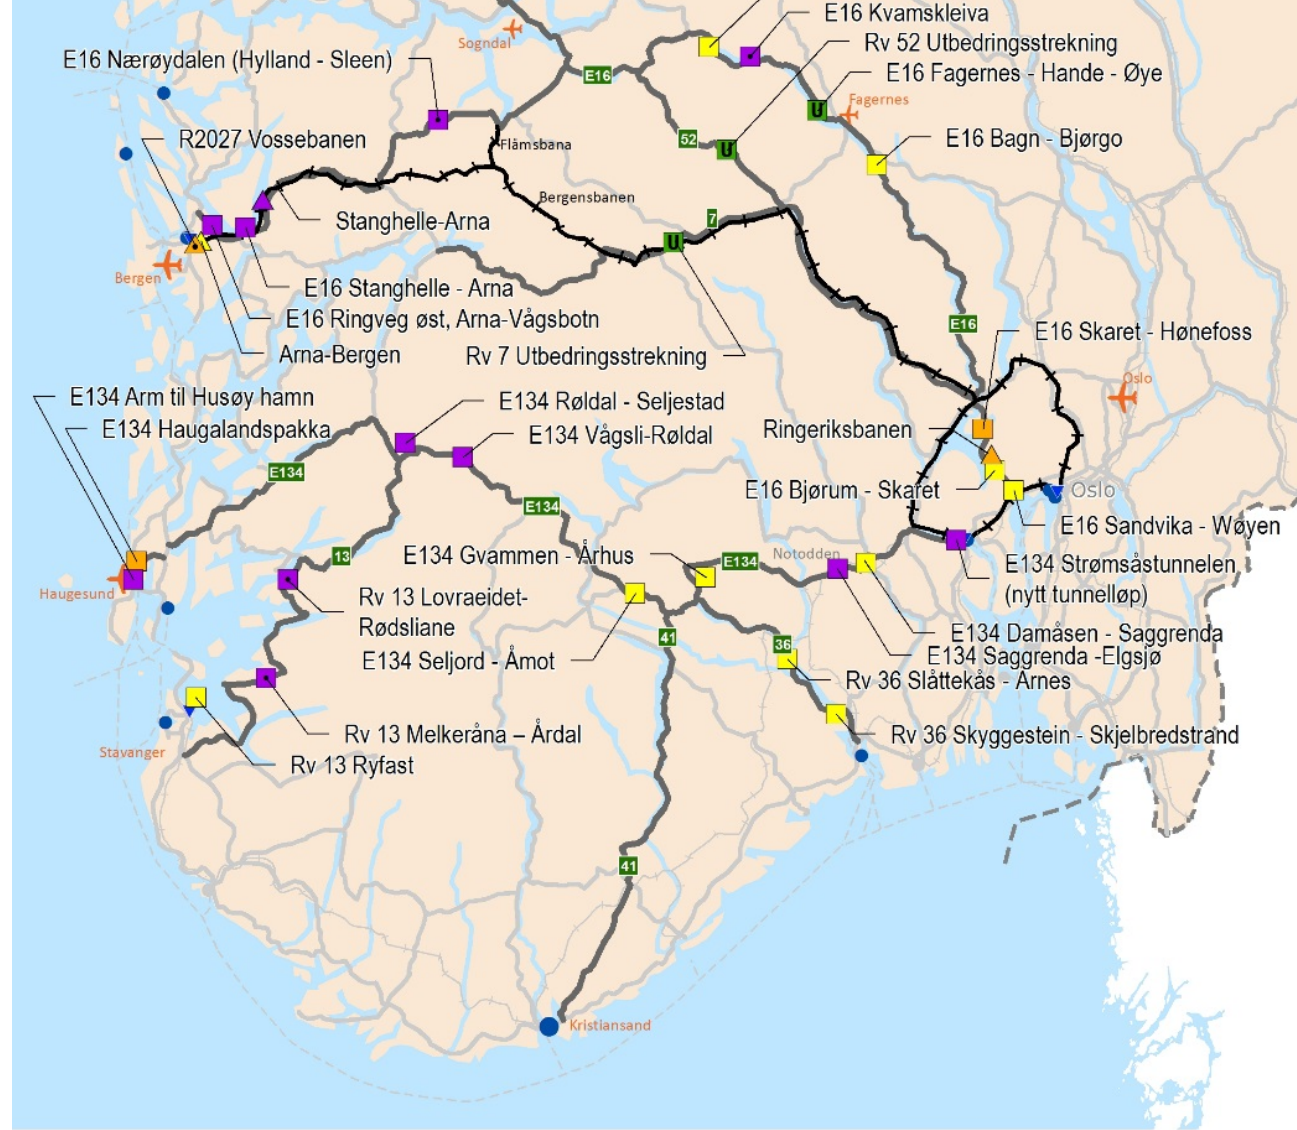 E16 Kvamskleiva
Sogndal
Rv 52 Utbedringsstrekning
E16 Nærøydalen (Hylland - Sleen)
E16
E16 Fagernes - Hande - Øye
U
Fagernes
R2027 Vossebanen
Flåmsbana
52
U
E16 Bagn - Bjørgo
Bergensbanen
Stanghelle-Arna
7
U
Bergen
E16 Stanghelle - Arna
E16 Ringveg øst, Arna-Vågsbotn
E16
E16 Skaret - Hønefoss
Arna-Bergen
Rv 7 Utbedringsstrekning
Oslo
E134 Arm til Husøy hamn
E134 Røldal - Seljestad
E134 Haugalandspakka
E134 Vågsli-Røldal
Ringeriksbanen
E134
E16 Bjørum - Skaret
Oslo
E134
E16 Sandvika - Wøyen
13
E134 Gvammen - Århus
Notodden
E134
E134 Strømsåstunnelen
(nytt tunnelløp)
Haugesund
Rv 13 Lovraeidet-
Rødsliane
E134 Damåsen - Saggrenda
41
36
E134 Saggrenda -Elgsjø
E134 Seljord - Åmot
Rv 36 Slåttekås - Årnes
Rv 13 Melkeråna – Årdal
Rv 36 Skyggestein - Skjelbredstrand
Stavanger
Rv 13 Ryfast
41
Kristiansand